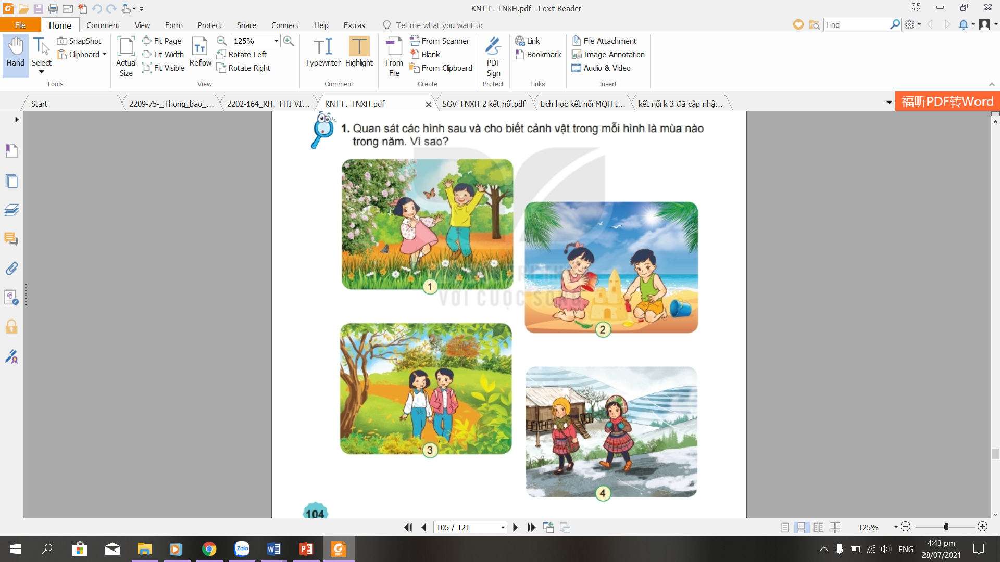 KNTT. TNXH.pdf - Foxit Reader
File Home Comment View Form Protect Share Connect Help Extras Tell me what you want to Find
Hand
Select
SnapShot
Clipboard
Tools
Actual
Size
Fit Page
Fit Width
Fit Visible
Reflow
125%
Rotate Left
Rotate Right
View
Typewriter
Highlight
Comment
From
File
From Scanner
Blank
From Clipboard
Create
PDF
Sign
Protect
Link
Bookmark
Links
File Attachment
Image Annotation
Audio & Video
Insert
Start 2209-75-_Thong_bao_... 2202-164_KH. THI VI... KNTT. TNXH.pdf SGV TNXH 2 kết nối.pdf Lịch học kết nối MQH t... kết nối k 3 đã cập nhậ... 福昕PDF转Word
1. Quan sát các hình sau và cho biết cảnh vật trong mỗi hình là mùa nào
trong năm. Vì sao?
1
VỚI CUỘC SỐNG
2
3
4
104
105 / 121
125%
Zalo
ENG
4:43 pm
28/07/2021